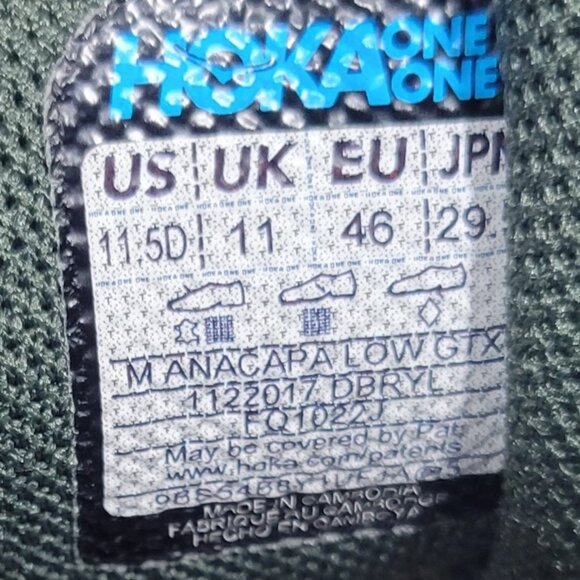 HOKA ONE ONE
US UK EU JPN
11.5D 11 46 29.
M ANACAPA LOW GTX
1122017 DBRYL
FQ1022J
May be covered by Pat.
www.hoka.com/patents
MADE IN CAMBODIA
FABRIQUÉ AU CAMBODGE
HECHO EN CAMBOYA